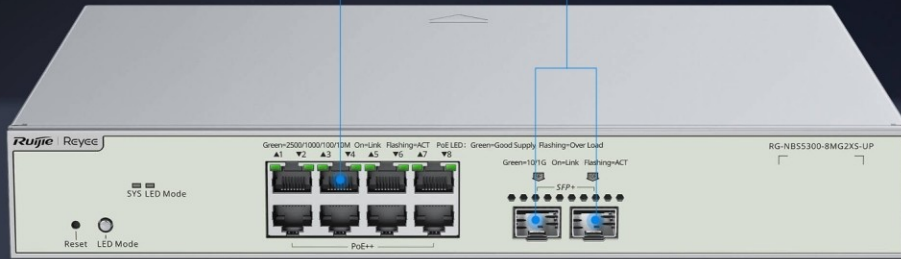 Ruijie | Reyee
Green=2500/1000/100/10M On=Link Flashing=ACT PoE LED: Green=Good Supply Flashing=Over Load
RG-NBS5300-8MG2XS-UP
▲1 ▼2 ▲3 ▼4 ▲5 ▼6 ▲7 ▼8
Green=10/1G On=Link Flashing=ACT
SFP+
SYS LED Mode
Reset LED Mode
PoE++